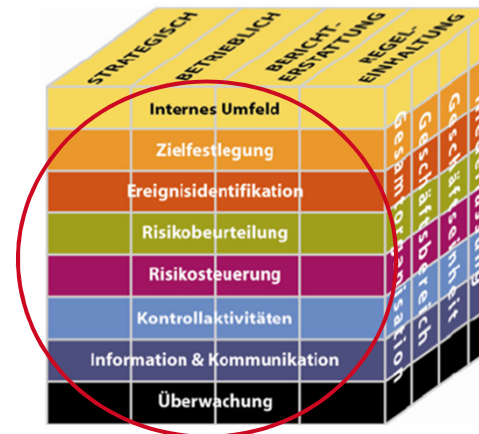 STRATEGISCH
BETRIEBLICH
BERICHT-
ERSTATTUNG
REGEL-
EINHALTUNG
Internes Umfeld
Zielfestlegung
Ereignisidentifikation
Risikobeurteilung
Risikosteuerung
Kontrollaktivitäten
Information & Kommunikation
Überwachung
Gesamtorganisation
Geschäftsbereich
Geschäftseinheit